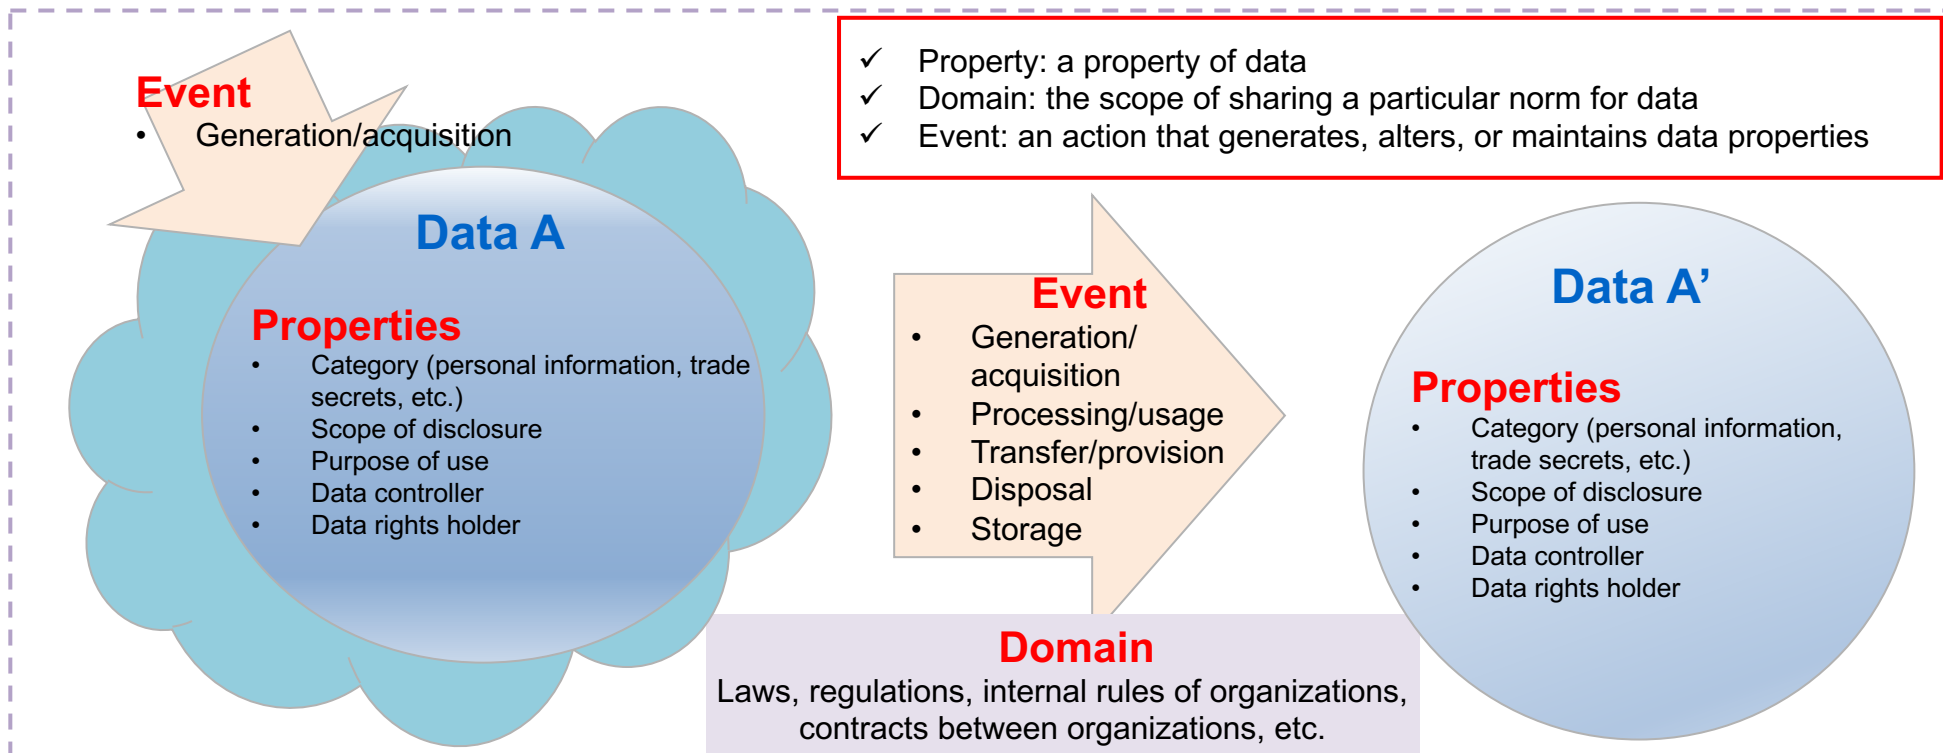 Event
• Generation/acquisition
✓ Property: a property of data
✓ Domain: the scope of sharing a particular norm for data
✓ Event: an action that generates, alters, or maintains data properties
Data A
Properties
• Category (personal information, trade
secrets, etc.)
• Scope of disclosure
• Purpose of use
• Data controller
• Data rights holder
Event
• Generation/
acquisition
• Processing/usage
• Transfer/provision
• Disposal
• Storage
Data A’
Properties
• Category (personal information,
trade secrets, etc.)
• Scope of disclosure
• Purpose of use
• Data controller
• Data rights holder
Domain
Laws, regulations, internal rules of organizations,
contracts between organizations, etc.